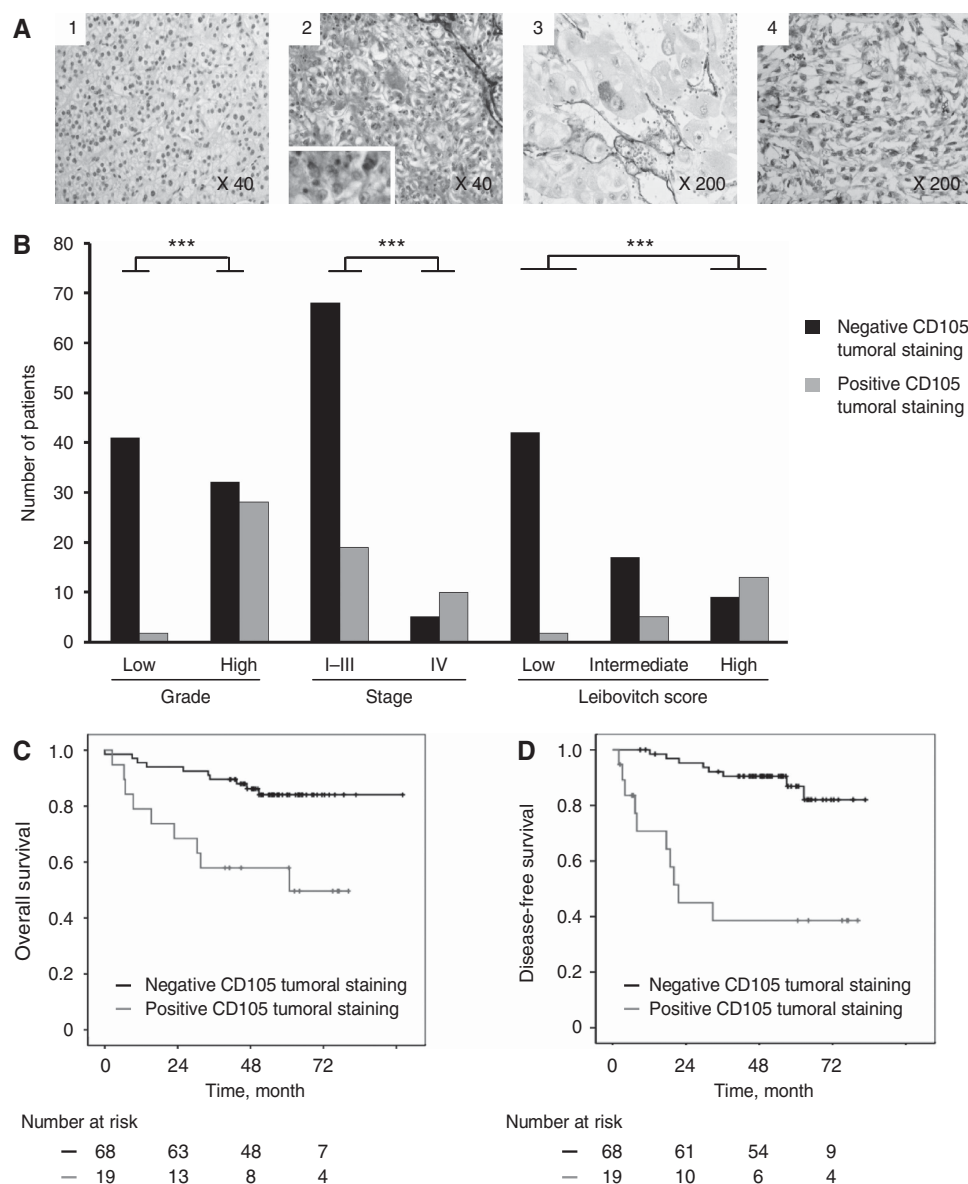 A
1
2
3
4
X 40
X 40
X 200
X 200
B
80
70
60
50
40
30
20
10
0
Number of patients
***
***
***
Negative CD105
tumoral staining
Positive CD105
tumoral staining
Low High I–III IV Low Intermediate High
Grade Stage Leibovitch score
C
1.0
0.8
0.6
0.4
0.2
0
Overall survival
Negative CD105 tumoral staining
Positive CD105 tumoral staining
0 24 48 72
Time, month
Number at risk
68 63 48 7
19 13 8 4
D
1.0
0.8
0.6
0.4
0.2
0
Disease-free survival
Negative CD105 tumoral staining
Positive CD105 tumoral staining
0 24 48 72
Time, month
Number at risk
68 61 54 9
19 10 6 4